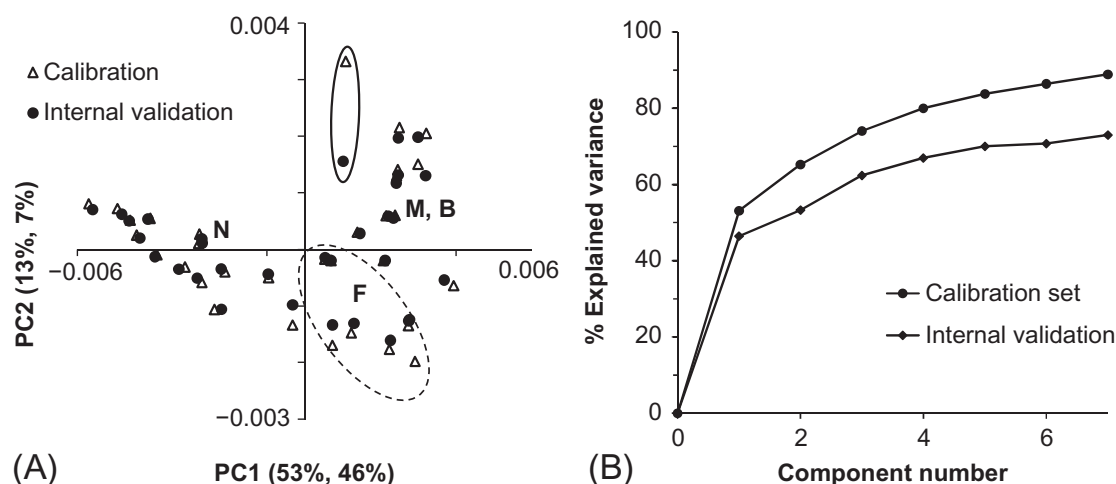 0.004
Calibration
Internal validation
N
M, B
F
−0.006
0.006
−0.003
PC2 (13%, 7%)
PC1 (53%, 46%)
(A)
100
80
60
40
20
0
% Explained variance
Calibration set
Internal validation
0 2 4 6
Component number
(B)